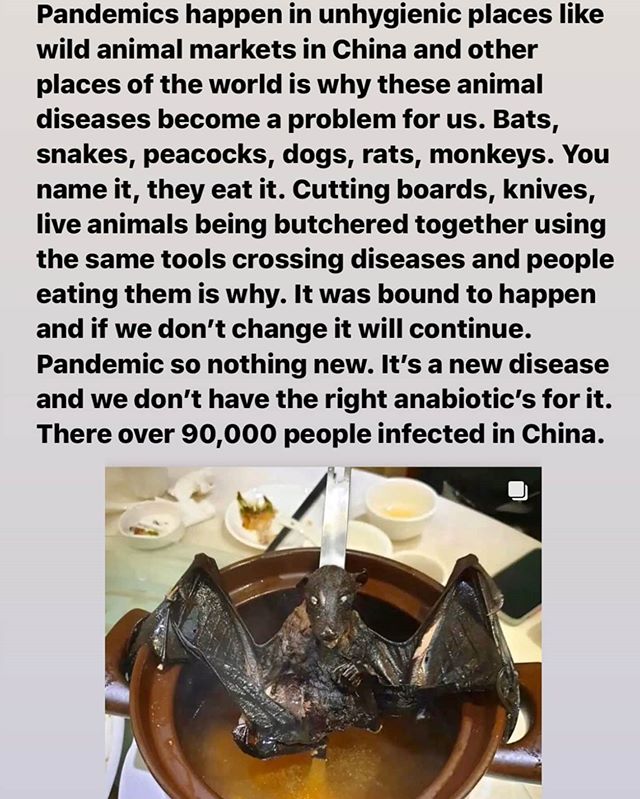 Pandemics happen in unhygienic places like
wild animal markets in China and other
places of the world is why these animal
diseases become a problem for us. Bats,
snakes, peacocks, dogs, rats, monkeys. You
name it, they eat it. Cutting boards, knives,
live animals being butchered together using
the same tools crossing diseases and people
eating them is why. It was bound to happen
and if we don’t change it will continue.
Pandemic so nothing new. It’s a new disease
and we don’t have the right anabiotic’s for it.
There over 90,000 people infected in China.